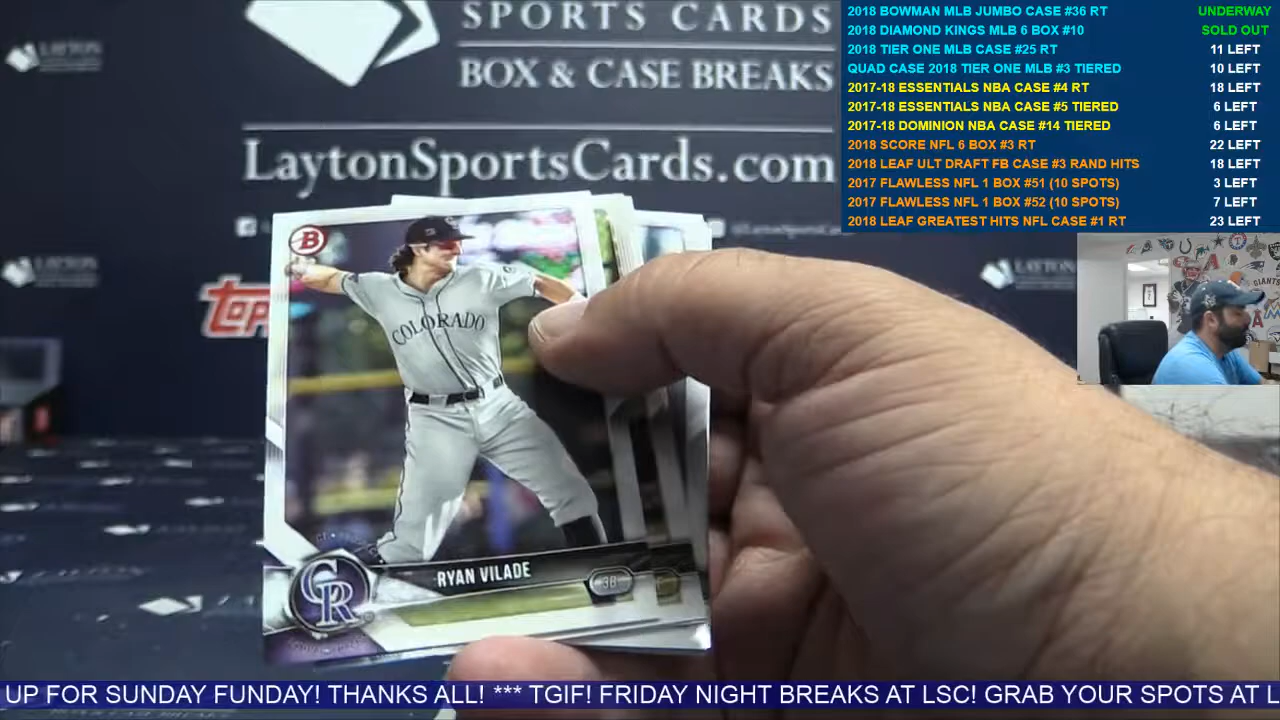 SPORTS CARDS
BOX & CASE BREAKS
LaytonSportsCards.com
LAYTON
B
COLORADO
RYAN VILADE
3B
CR
2018 BOWMAN MLB JUMBO CASE #36 RT UNDERWAY
2018 DIAMOND KINGS MLB 6 BOX #10 SOLD OUT
2018 TIER ONE MLB CASE #25 RT 11 LEFT
QUAD CASE 2018 TIER ONE MLB #3 TIERED 10 LEFT
2017-18 ESSENTIALS NBA CASE #4 RT 18 LEFT
2017-18 ESSENTIALS NBA CASE #5 TIERED 6 LEFT
2017-18 DOMINION NBA CASE #14 TIERED 6 LEFT
2018 SCORE NFL 6 BOX #3 RT 22 LEFT
2018 LEAF ULT DRAFT FB CASE #3 RAND HITS 18 LEFT
2017 FLAWLESS NFL 1 BOX #51 (10 SPOTS) 3 LEFT
2017 FLAWLESS NFL 1 BOX #52 (10 SPOTS) 7 LEFT
2018 LEAF GREATEST HITS NFL CASE #1 RT 23 LEFT
UP FOR SUNDAY FUNDAY! THANKS ALL! *** TGIF! FRIDAY NIGHT BREAKS AT LSC! GRAB YOUR SPOTS AT L